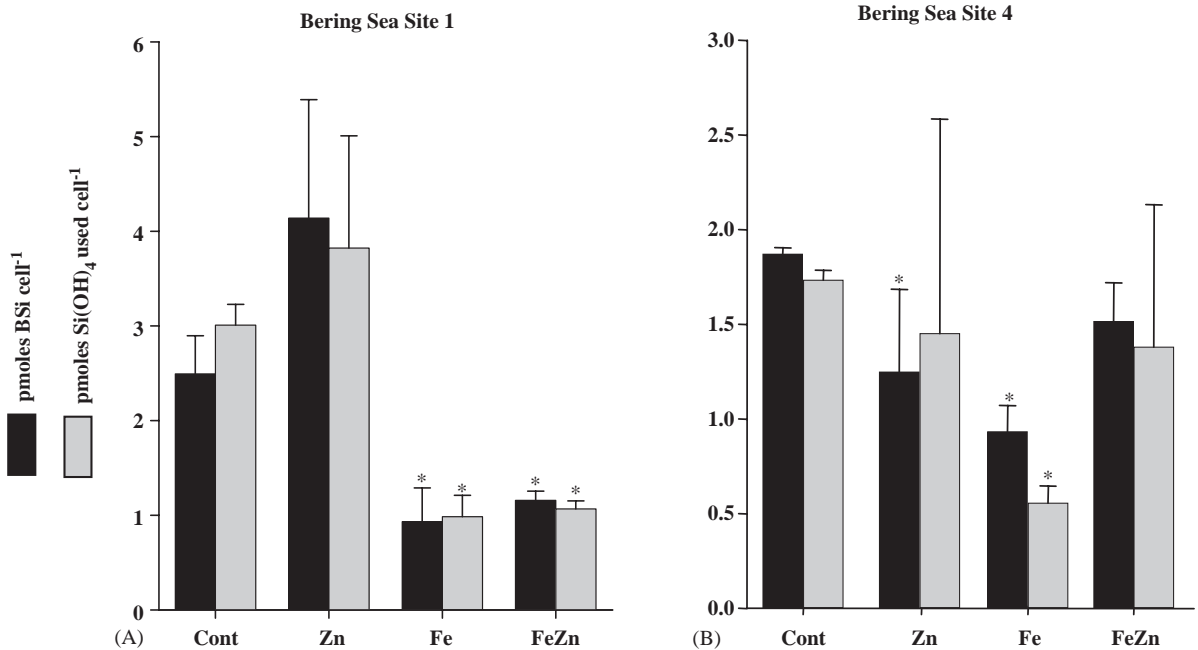 Bering Sea Site 1
Bering Sea Site 4
pmoles BSi cell-1
pmoles Si(OH)4 used cell-1
6
5
4
3
2
1
0
* * * *
Cont Zn Fe FeZn
(A)
3.0
2.5
2.0
1.5
1.0
0.5
0.0
* * *
Cont Zn Fe FeZn
(B)